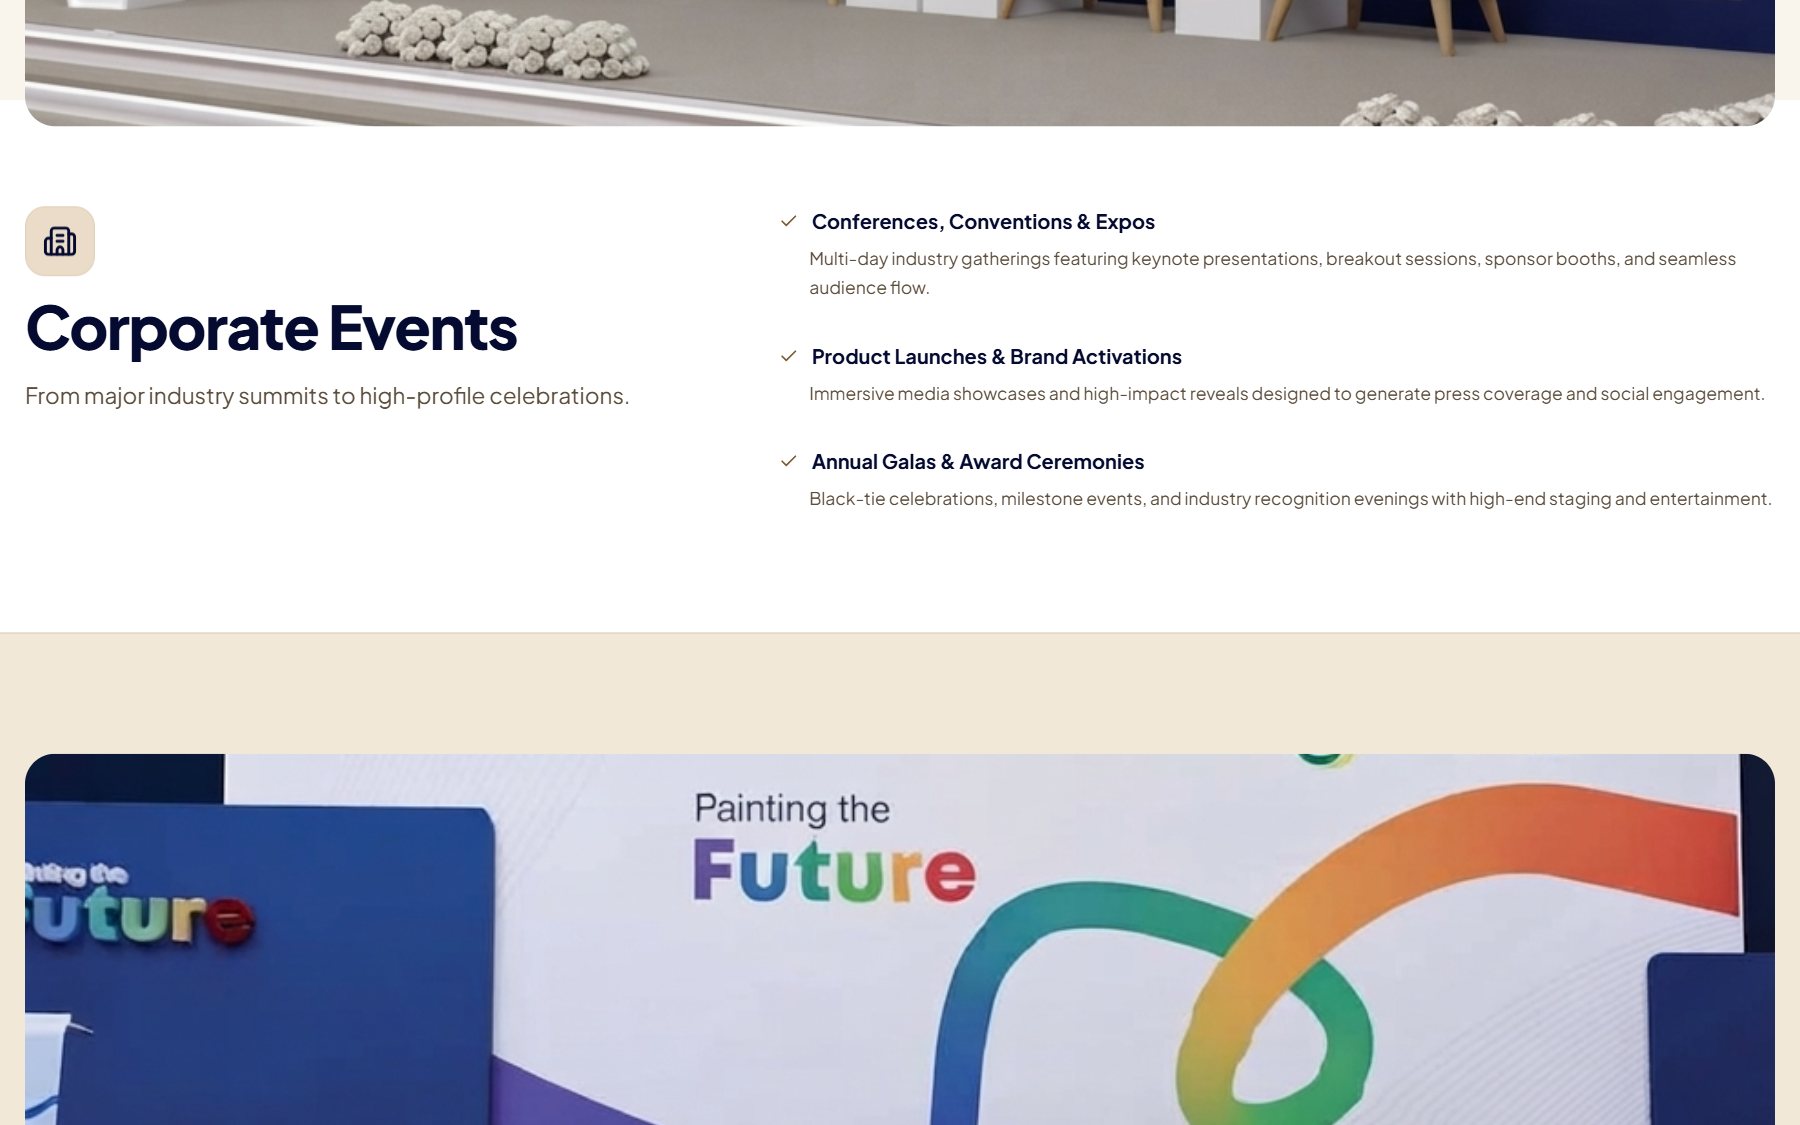 Corporate Events
From major industry summits to high-profile celebrations.
Conferences, Conventions & Expos
Multi-day industry gatherings featuring keynote presentations, breakout sessions, sponsor booths, and seamless
audience flow.
Product Launches & Brand Activations
Immersive media showcases and high-impact reveals designed to generate press coverage and social engagement.
Annual Galas & Award Ceremonies
Black-tie celebrations, milestone events, and industry recognition evenings with high-end staging and entertainment.
Painting the
Future
the
uture